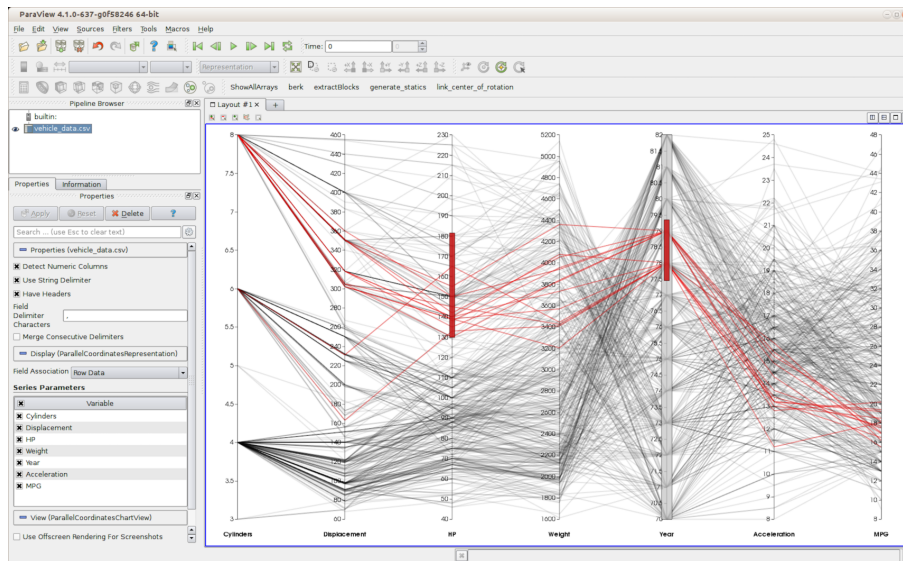 ParaView 4.1.0-637-g0f58246 64-bit
File Edit View Sources Filters Tools Macros Help
Time: 0 0
Representation
ShowAllArrays berk extractBlocks generate_statics link_center_of_rotation
Pipeline Browser
builtin:
vehicle_data.csv
Properties Information
Properties
Apply Reset Delete ?
Search ... (use Esc to clear text)
Properties (vehicle_data.csv)
Detect Numeric Columns
Use String Delimiter
Have Headers
Field
Delimiter ,
Characters
Merge Consecutive Delimiters
Display (ParallelCoordinatesRepresentation)
Field Association Row Data
Series Parameters
Variable
Cylinders
Displacement
HP
Weight
Year
Acceleration
MPG
View (ParallelCoordinatesChartView)
Use Offscreen Rendering For Screenshots
Layout #1 × +
8
7.5
7
6.5
6
5.5
5
4.5
4
3.5
3
Cylinders
460
440
420
400
380
360
340
320
300
280
260
240
220
200
180
160
140
120
100
80
60
Displacement
230
220
210
200
190
180
170
160
150
140
130
120
110
100
90
80
70
60
50
40
HP
5200
5000
4800
4600
4400
4200
4000
3800
3600
3400
3200
3000
2800
2600
2400
2200
2000
1800
1600
Weight
82
81
80
79
78
77
75
73
72
71
70
Year
25
24
23
22
21
20
19
18
17
16
15
14
13
12
11
10
9
8
Acceleration
48
46
44
42
40
38
36
34
32
30
28
26
24
22
20
18
16
14
12
10
9
MPG